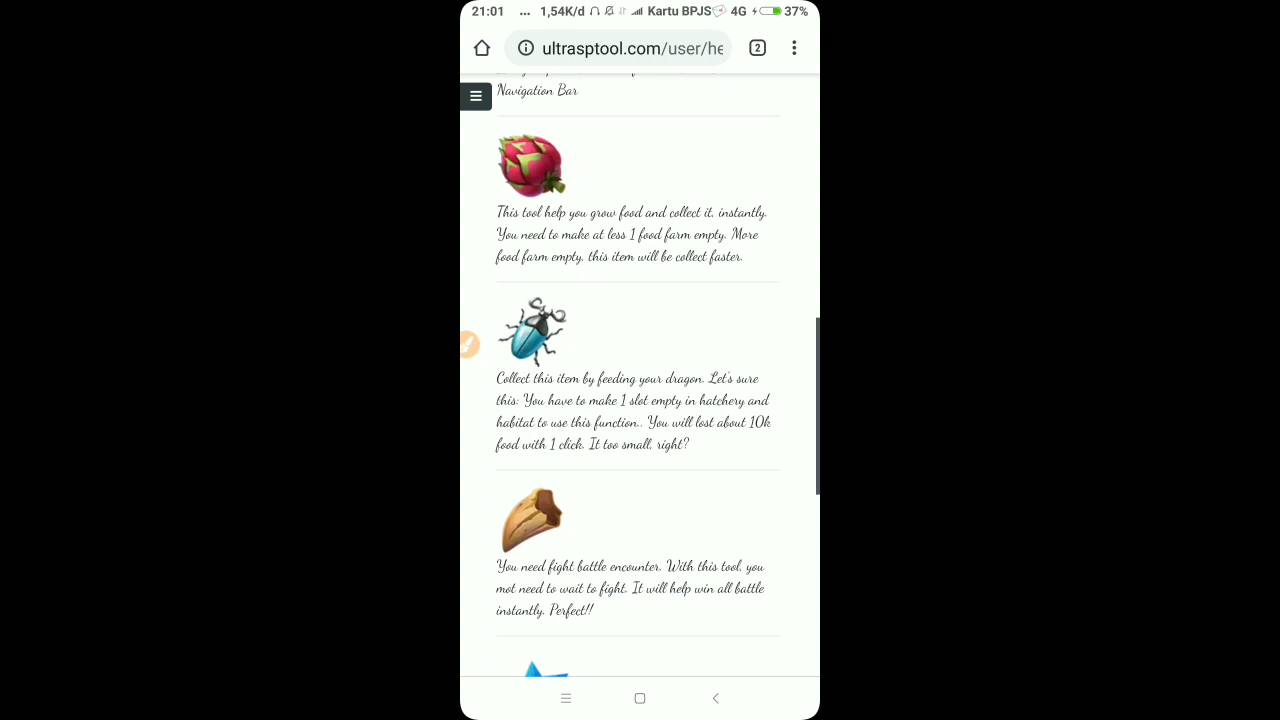 21:01 ... 1,54K/d Kartu BPJS 4G 37%
ultrasptool.com/user/he
2
Navigation Bar
This tool help you grow food and collect it, instantly.
You need to make at less 1 food farm empty. More
food farm empty, this item will be collect faster.
Collect this item by feeding your dragon. Let's sure
this: You have to make 1 slot empty in hatchery and
habitat to use this function.. You will lost about 10k
food with 1 click. It too small, right?
You need fight battle encounter. With this tool, you
mot need to wait to fight. It will help win all battle
instantly. Perfect!!